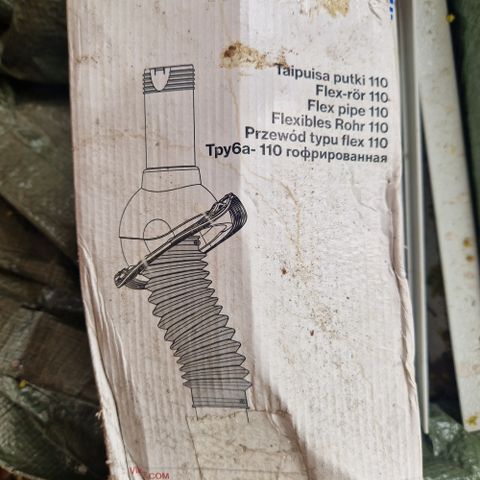 Taipuisa putki 110
Flex-rör 110
Flex pipe 110
Flexibles Rohr 110
Przewód typu flex 110
Труба- 110 гофрированная
.COM